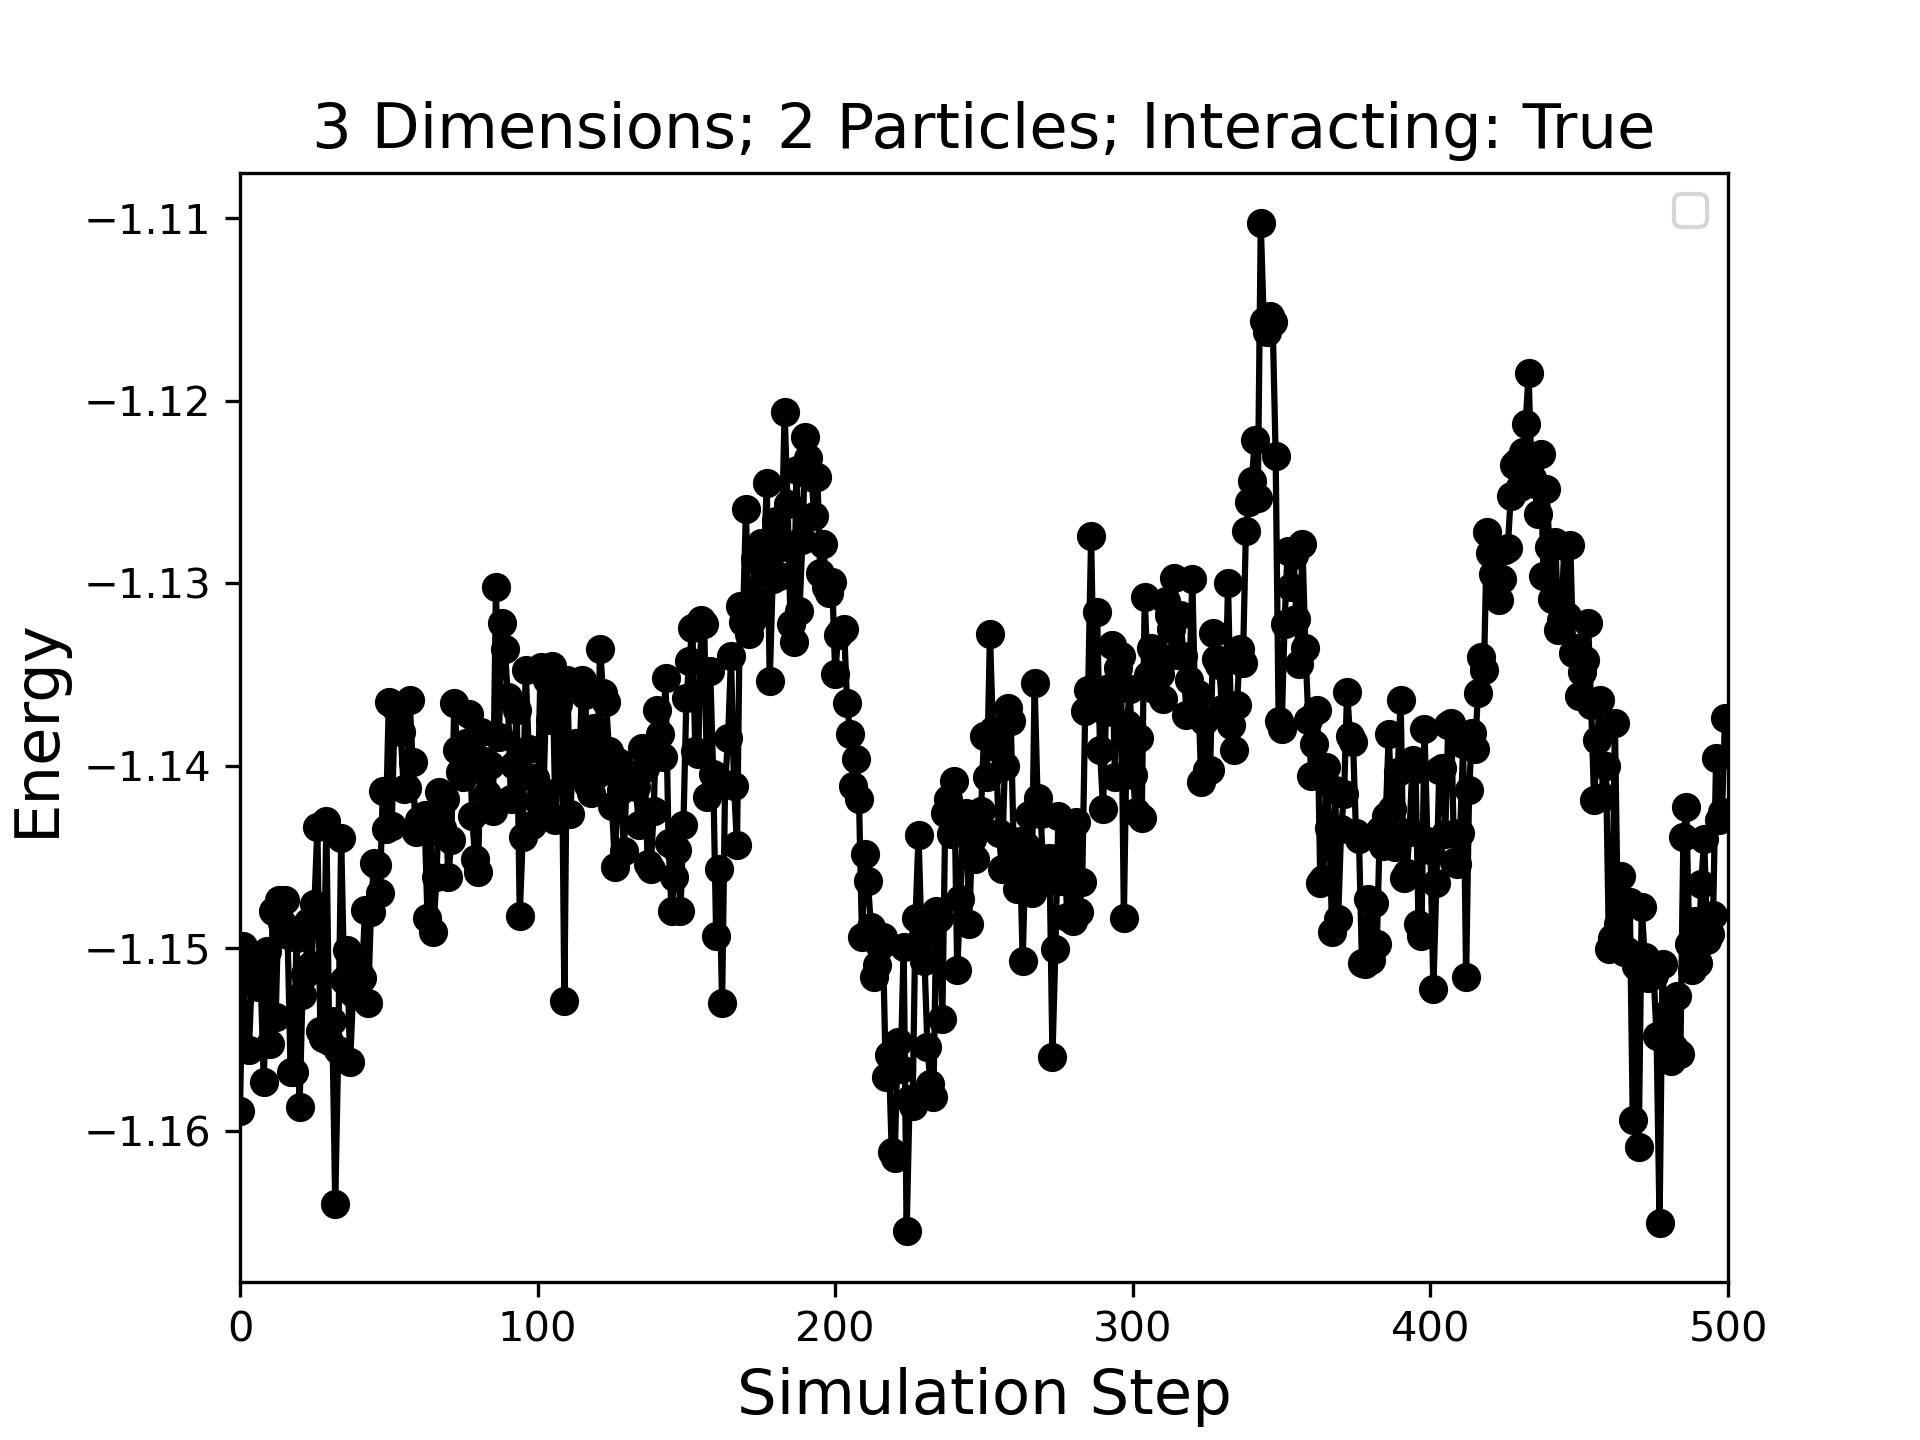 3 Dimensions; 2 Particles; Interacting: True
−1.11
−1.12
−1.13
−1.14
−1.15
−1.16
Energy
0 100 200 300 400 500
Simulation Step